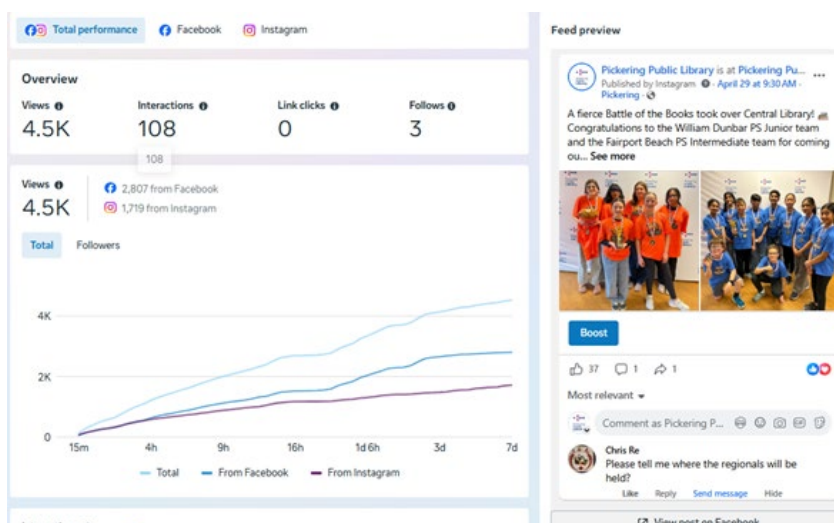 Total performance
Facebook
Instagram
Overview
Views
Interactions
Link clicks
Follows
4.5K
108
0
3
108
Views
4.5K
2,807 from Facebook
1,719 from Instagram
Total
Followers
4K
2K
0
15m
4h
9h
16h
1d 6h
3d
7d
Total
From Facebook
From Instagram
Feed preview
Pickering Public Library is at Pickering Pu...
Published by Instagram · April 29 at 9:30 AM ·
Pickering ·
A fierce Battle of the Books took over Central Library!
Congratulations to the William Dunbar PS Junior team
and the Fairport Beach PS Intermediate team for coming
ou... See more
Boost
37
1
1
Most relevant
Comment as Pickering P...
GIF
Chris Re
Please tell me where the regionals will be
held?
Like
Reply
Send message
Hide
View post on Facebook